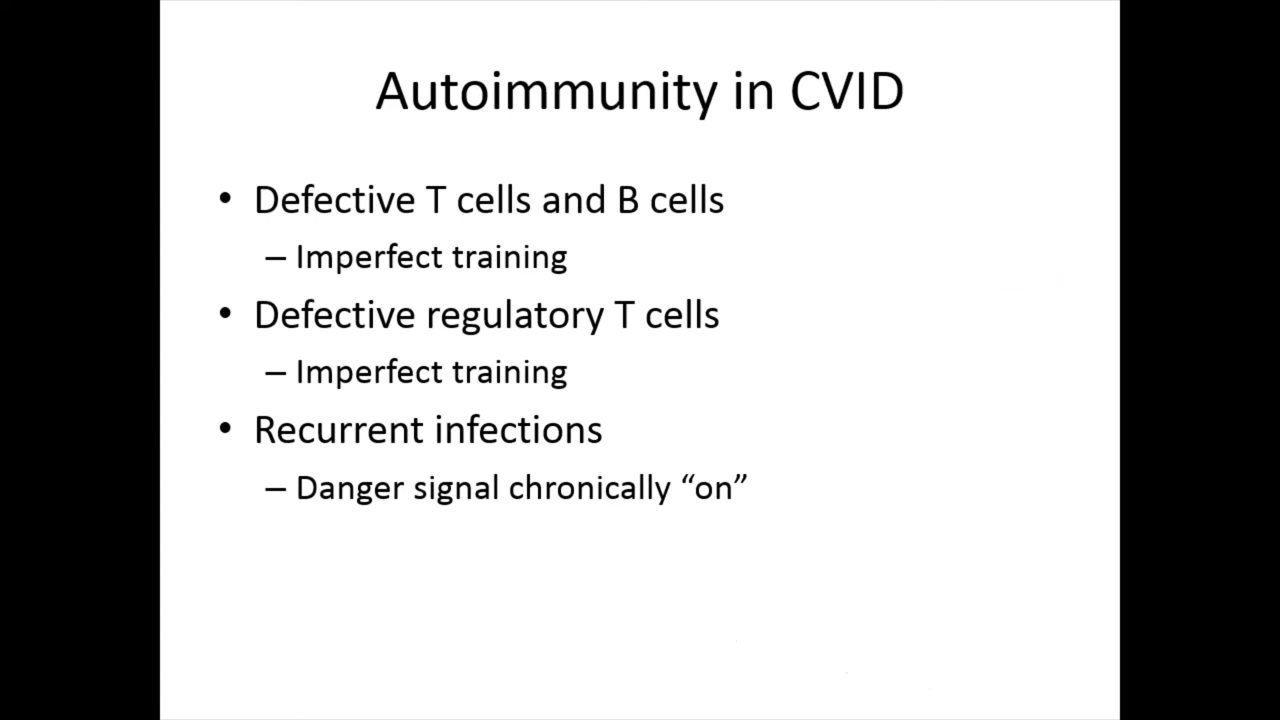 Autoimmunity in CVID
• Defective T cells and B cells
– Imperfect training
• Defective regulatory T cells
– Imperfect training
• Recurrent infections
– Danger signal chronically “on”